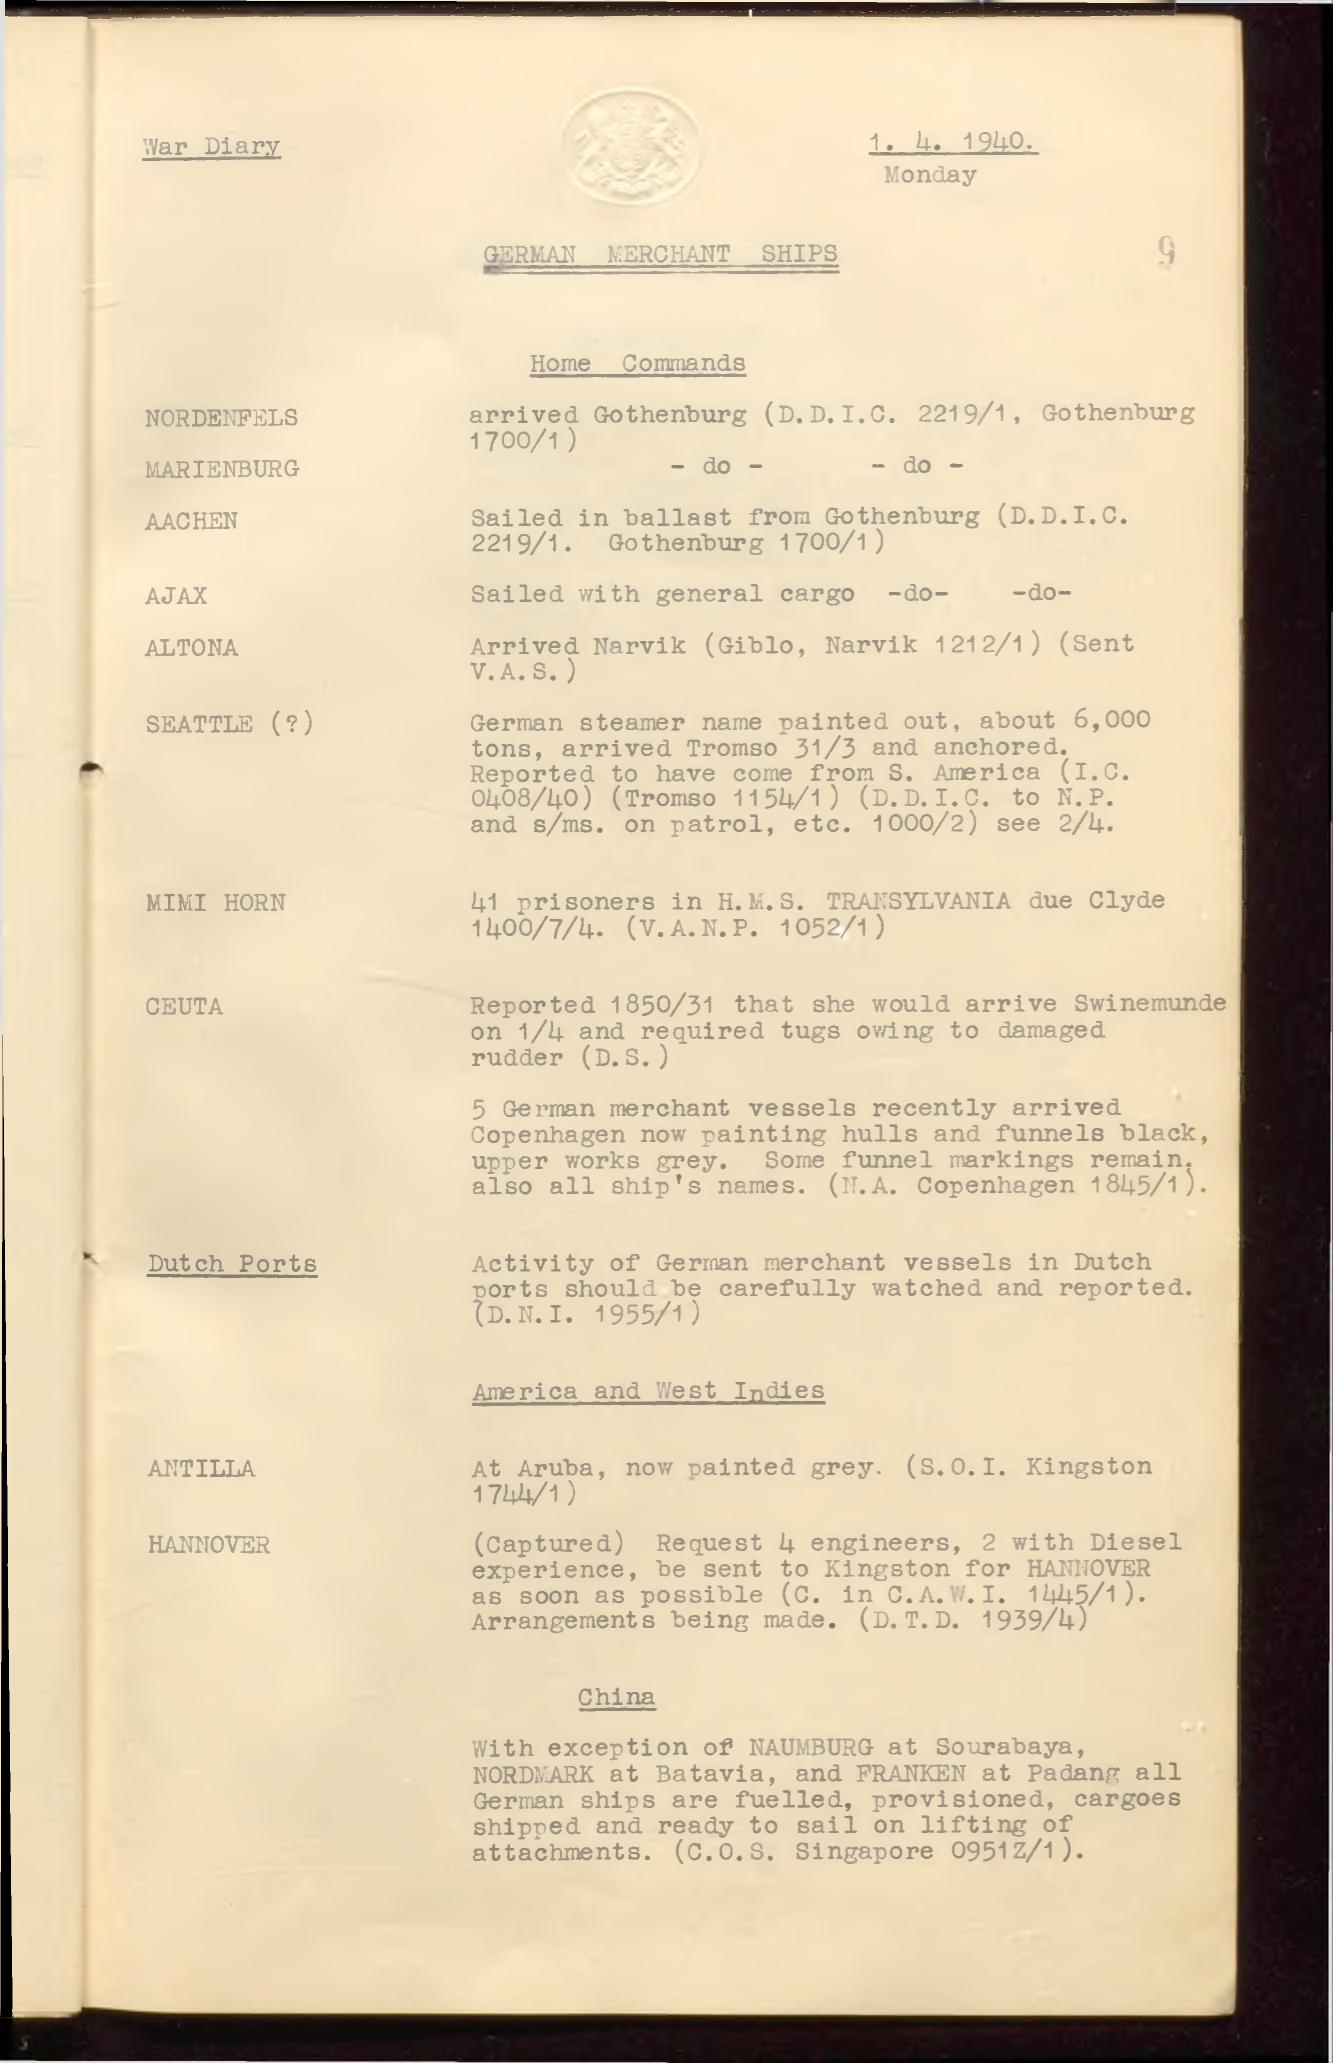 War Diary
1. 4. 1940.
Monday
GERMAN MERCHANT SHIPS
9
Home Commands
NORDENFELS arrived Gothenburg (D.D.I.C. 2219/1, Gothenburg
1700/1)
MARIENBURG - do - - do -
AACHEN Sailed in ballast from Gothenburg (D.D.I.C.
2219/1. Gothenburg 1700/1)
AJAX Sailed with general cargo -do- -do-
ALTONA Arrived Narvik (Giblo, Narvik 1212/1) (Sent
V.A.S.)
SEATTLE (?) German steamer name painted out, about 6,000
tons, arrived Tromso 31/3 and anchored.
Reported to have come from S. America (I.C.
0408/40) (Tromso 1154/1) (D.D.I.C. to N.P.
and s/ms. on patrol, etc. 1000/2) see 2/4.
MIMI HORN 41 prisoners in H.M.S. TRANSYLVANIA due Clyde
1400/7/4. (V.A.N.P. 1052/1)
CEUTA Reported 1850/31 that she would arrive Swinemunde
on 1/4 and required tugs owing to damaged
rudder (D.S.)
5 German merchant vessels recently arrived
Copenhagen now painting hulls and funnels black,
upper works grey. Some funnel markings remain,
also all ship's names. (N.A. Copenhagen 1845/1).
Dutch Ports Activity of German merchant vessels in Dutch
ports should be carefully watched and reported.
(D.N.I. 1955/1)
America and West Indies
ANTILLA At Aruba, now painted grey. (S.O.I. Kingston
1744/1)
HANNOVER (Captured) Request 4 engineers, 2 with Diesel
experience, be sent to Kingston for HANNOVER
as soon as possible (C. in C.A.W.I. 1445/1).
Arrangements being made. (D.T.D. 1939/4)
China
With exception of NAUMBURG at Sourabaya,
NORDMARK at Batavia, and FRANKEN at Padang all
German ships are fuelled, provisioned, cargoes
shipped and ready to sail on lifting of
attachments. (C.O.S. Singapore 0951Z/1).